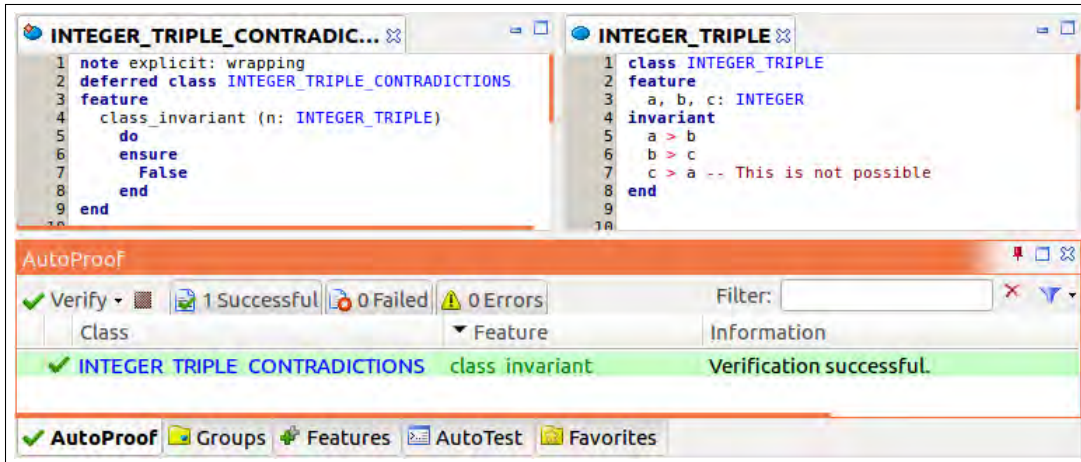 INTEGER_TRIPLE_CONTRADIC...
1 note explicit: wrapping
2 deferred class INTEGER_TRIPLE_CONTRADICTIONS
3 feature
4 class_invariant (n: INTEGER_TRIPLE)
5 do
6 ensure
7 False
8 end
9 end
10
INTEGER_TRIPLE
1 class INTEGER_TRIPLE
2 feature
3 a, b, c: INTEGER
4 invariant
5 a > b
6 b > c
7 c > a -- This is not possible
8 end
9
10
AutoProof
Verify 1 Successful 0 Failed 0 Errors Filter:
Class Feature Information
INTEGER_TRIPLE_CONTRADICTIONS class_invariant Verification successful.
AutoProof Groups Features AutoTest Favorites